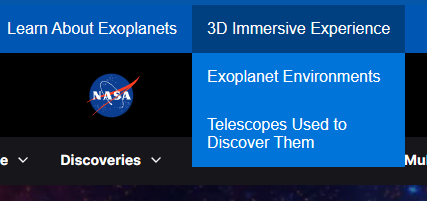 Learn About Exoplanets
3D Immersive Experience
Exoplanet Environments
Telescopes Used to
Discover Them
NASA
Discoveries